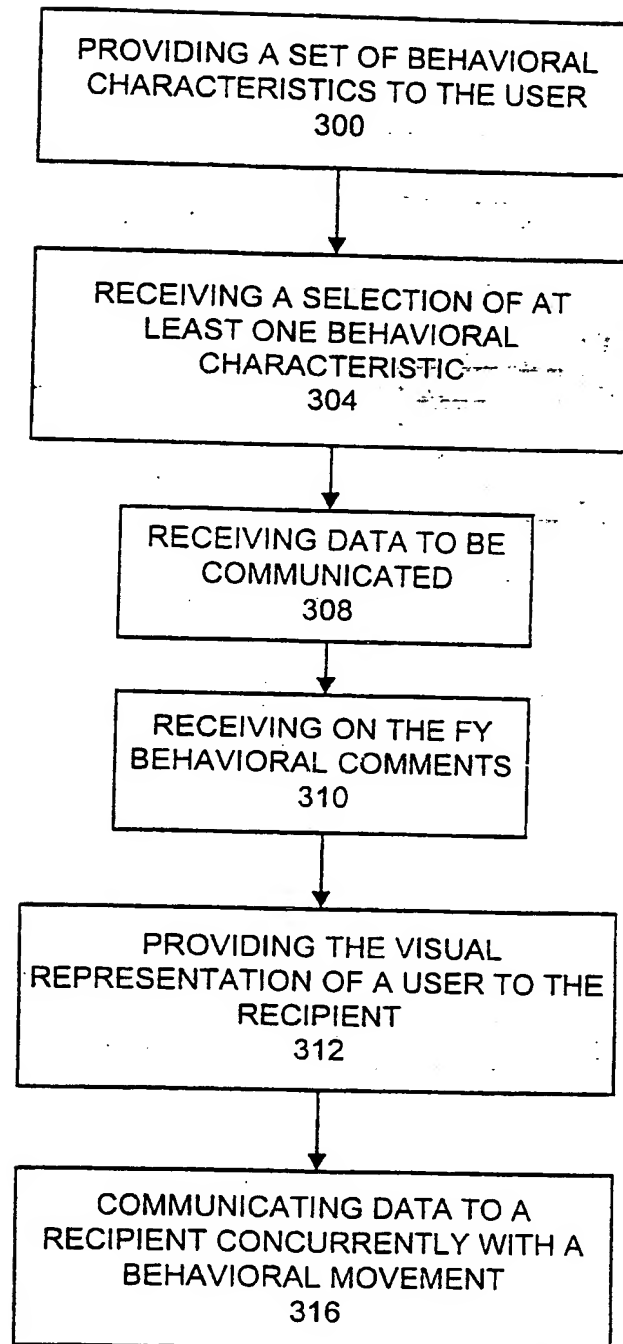 PROVIDING A SET OF BEHAVIORAL
CHARACTERISTICS TO THE USER
300
RECEIVING A SELECTION OF AT
LEAST ONE BEHAVIORAL
CHARACTERISTIC
304
RECEIVING DATA TO BE
COMMUNICATED
308
RECEIVING ON THE FY
BEHAVIORAL COMMENTS
310
PROVIDING THE VISUAL
REPRESENTATION OF A USER TO THE
RECIPIENT
312
COMMUNICATING DATA TO A
RECIPIENT CONCURRENTLY WITH A
BEHAVIORAL MOVEMENT
316